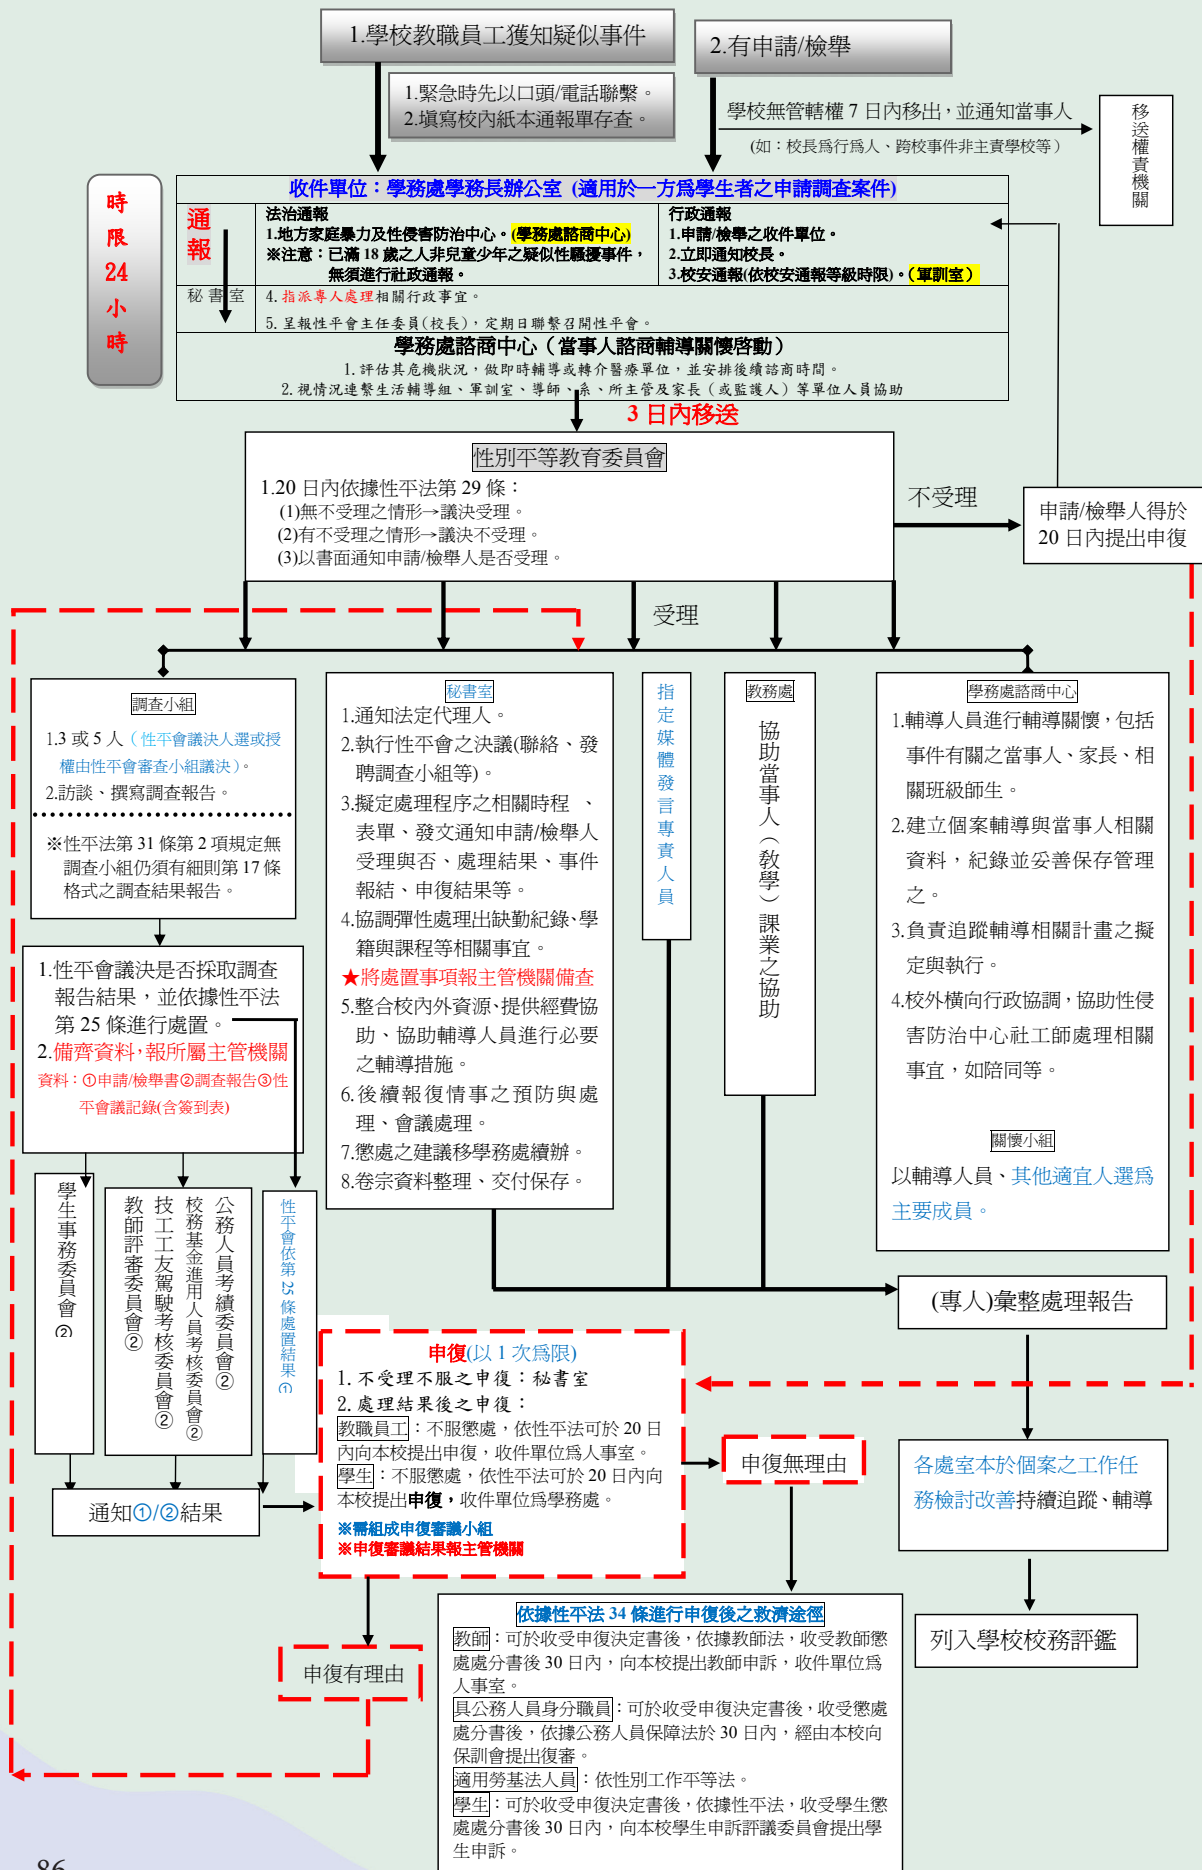 1.學校教職員工獲知疑似事件
2.有申請/檢舉
1.緊急時先以口頭/電話聯繫。
2.填寫校內紙本通報單存查。
學校無管轄權 7 日內移出，並通知當事人
(如：校長為行為人、跨校事件非主責學校等）
移送權責機關
時限24小時
收件單位：學務處學務長辦公室 (適用於一方為學生者之申請調查案件)
通報
法治通報
1.地方家庭暴力及性侵害防治中心。(學務處諮商中心)
※注意：已滿 18 歲之人非兒童少年之疑似性騷擾事件，
無須進行社政通報。
行政通報
1.申請/檢舉之收件單位。
2.立即通知校長。
3.校安通報(依校安通報等級時限)。（軍訓室）
秘書室
4.指派專人處理相關行政事宜。
5.呈報性平會主任委員(校長)，定期日聯繫召開性平會。
學務處諮商中心（當事人諮商輔導關懷啓動）
1.評估其危機狀況，做即時輔導或轉介醫療單位，並安排後續諮商時間。
2.視情況連繫生活輔導組、軍訓室、導師、系、所主管及家長（或監護人）等單位人員協助
3 日內移送
性別平等教育委員會
1.20 日內依據性平法第 29 條：
(1)無不受理之情形→議決受理。
(2)有不受理之情形→議決不受理。
(3)以書面通知申請/檢舉人是否受理。
不受理
申請/檢舉人得於
20 日內提出申復
受理
調查小組
1.3 或 5 人（性平會議決人選或授
權由性平會審查小組議決）。
2.訪談、撰寫調查報告。
※性平法第 31 條第 2 項規定無
調查小組仍須有細則第 17 條
格式之調查結果報告。
秘書室
1.通知法定代理人。
2.執行性平會之決議(聯絡、發
聘調查小組等)。
3.擬定處理程序之相關時程 、
表單、發文通知申請/檢舉人
受理與否、處理結果、事件
報結、申復結果等。
4.協調彈性處理出缺勤紀錄、學
籍與課程等相關事宜。
★將處置事項報主管機關備查
5.整合校內外資源、提供經費協
助、協助輔導人員進行必要
之輔導措施。
6.後續報復情事之預防與處
理、會議處理。
7.懲處之建議移學務處續辦。
8.卷宗資料整理、交付保存。
指定媒體發言專責人員
教務處
協助當事人（教學）課業之協助
學務處諮商中心
1.輔導人員進行輔導關懷，包括
事件有關之當事人、家長、相
關班級師生。
2.建立個案輔導與當事人相關
資料，紀錄並妥善保存管理
之。
3.負責追蹤輔導相關計畫之擬
定與執行。
4.校外橫向行政協調，協助性侵
害防治中心社工師處理相關
事宜，如陪同等。
關懷小組
以輔導人員、其他適宜人選為
主要成員。
1.性平會議決是否採取調查
報告結果，並依據性平法
第 25 條進行處置。
2.備齊資料，報所屬主管機關
資料：①申請/檢舉書②調查報告③性
平會議記錄(含簽到表)
學生事務委員會②
公務人員考績委員會②
校務基金進用人員考核委員會②
技工工友駕駛考核委員會②
教師評審委員會②
性平會依第 25 條處置結果①
通知①/②結果
申復(以 1 次為限)
1.不受理不服之申復：秘書室
2.處理結果後之申復：
教職員工：不服懲處，依性平法可於 20 日
內向本校提出申復，收件單位為人事室。
學生：不服懲處，依性平法可於 20 日內向
本校提出申復，收件單位為學務處。
※需組成申復審議小組
※申復審議結果報主管機關
申復無理由
申復有理由
(專人)彙整處理報告
各處室本於個案之工作任
務檢討改善持續追蹤、輔導
列入學校校務評鑑
依據性平法 34 條進行申復後之救濟途徑
教師：可於收受申復決定書後，依據教師法，收受教師懲
處處分書後 30 日內，向本校提出教師申訴，收件單位為
人事室。
具公務人員身分職員：可於收受申復決定書後，收受懲處
處分書後，依據公務人員保障法於 30 日內，經由本校向
保訓會提出復審。
適用勞基法人員：依性別工作平等法。
學生：可於收受申復決定書後，依據性平法，收受學生懲
處處分書後 30 日內，向本校學生申訴評議委員會提出學
生申訴。
86